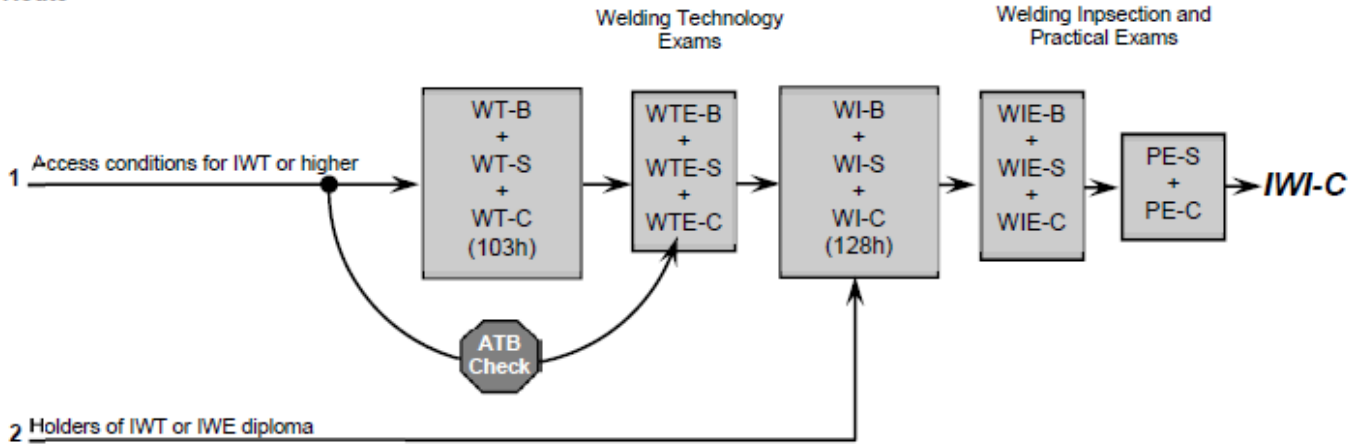 Welding Technology
Exams
Welding Inpsection and
Practical Exams
1 Access conditions for IWT or higher
WT-B
+
WT-S
+
WT-C
(103h)
WTE-B
+
WTE-S
+
WTE-C
WI-B
+
WI-S
+
WI-C
(128h)
WIE-B
+
WIE-S
+
WIE-C
PE-S
+
PE-C
IWI-C
ATB
Check
2 Holders of IWT or IWE diploma